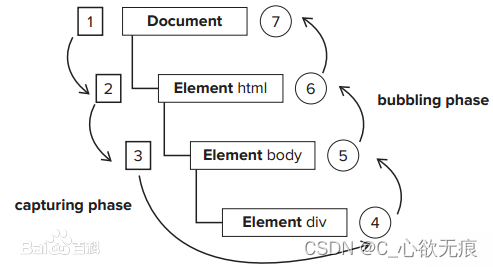 1 Document 7
2 Element html 6
bubbling phase
3 Element body 5
capturing phase
Element div 4
Bai百科
CSDN @C_心欲无痕